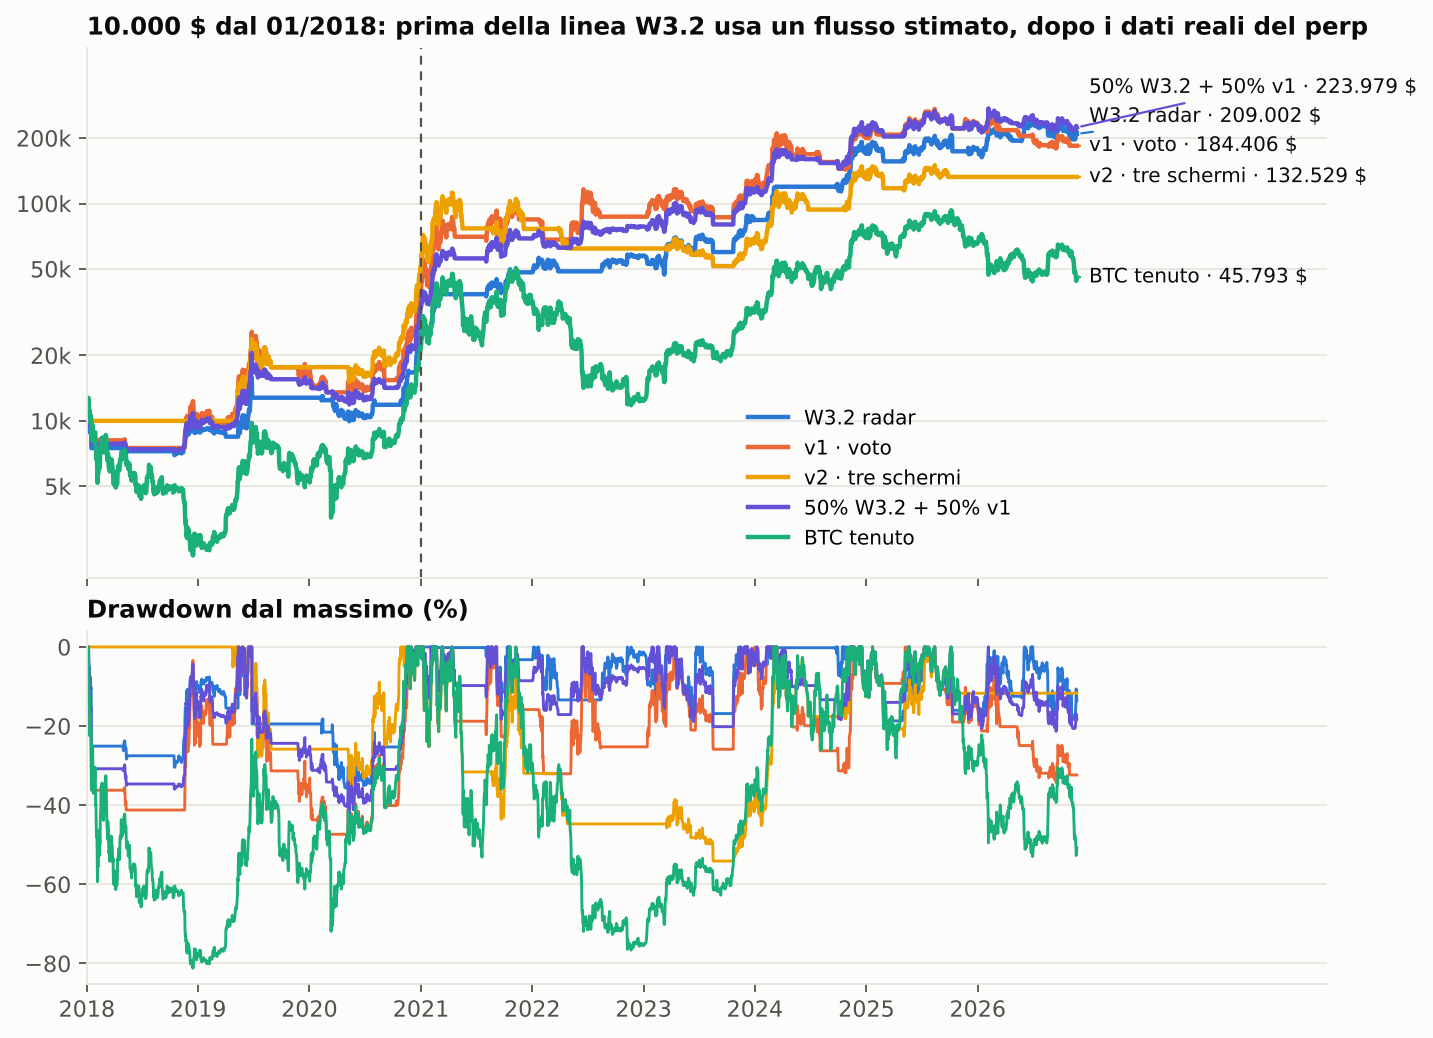 10.000 $ dal 01/2018: prima della linea W3.2 usa un flusso stimato, dopo i dati reali del perp
50% W3.2 + 50% v1 · 223.979 $
W3.2 radar · 209.002 $
v1 · voto · 184.406 $
v2 · tre schermi · 132.529 $
BTC tenuto · 45.793 $
200k
100k
50k
20k
10k
5k
W3.2 radar
v1 · voto
v2 · tre schermi
50% W3.2 + 50% v1
BTC tenuto
Drawdown dal massimo (%)
0
−20
−40
−60
−80
2018 2019 2020 2021 2022 2023 2024 2025 2026